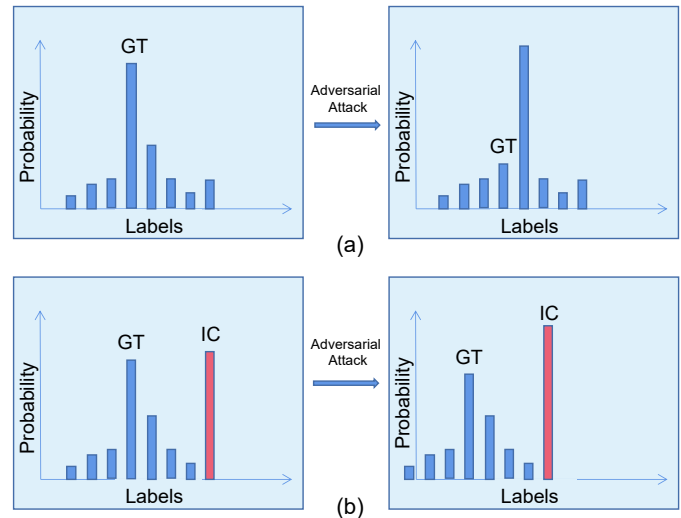 GT
Probability
Labels
Adversarial
Attack
GT
Probability
Labels
(a)
GT
IC
Probability
Labels
Adversarial
Attack
GT
IC
Probability
Labels
(b)